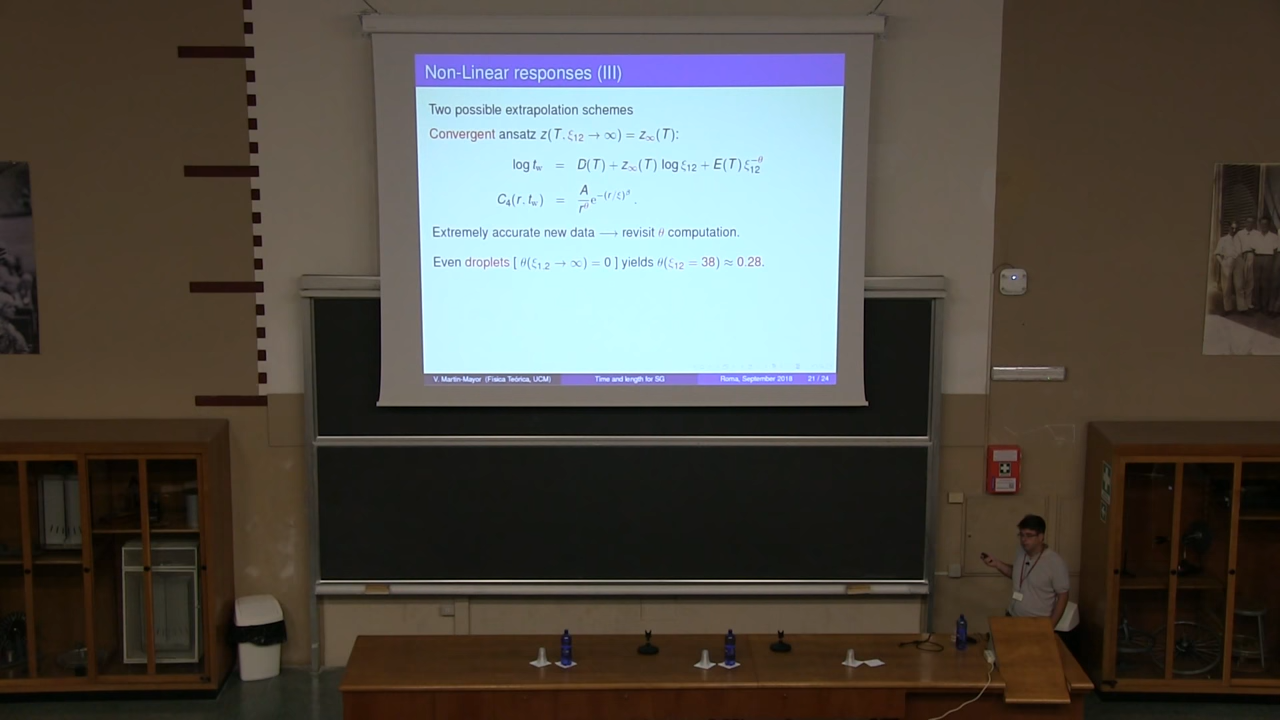 Non-Linear responses (III)
Two possible extrapolation schemes
Convergent ansatz z(T, ξ₁₂ → ∞) = z∞(T):
log t_w = D(T) + z∞(T) log ξ₁₂ + E(T) ξ₁₂^−θ
C₄(r, t_w) = A/r^θ e^−(r/ξ)^β .
Extremely accurate new data ⟶ revisit θ computation.
Even droplets [ θ(ξ₁,₂ → ∞) = 0 ] yields θ(ξ₁₂ = 38) ≈ 0.28.
V. Martin-Mayor (Física Teórica, UCM) Time and length for SG Roma, September 2018 21 / 24